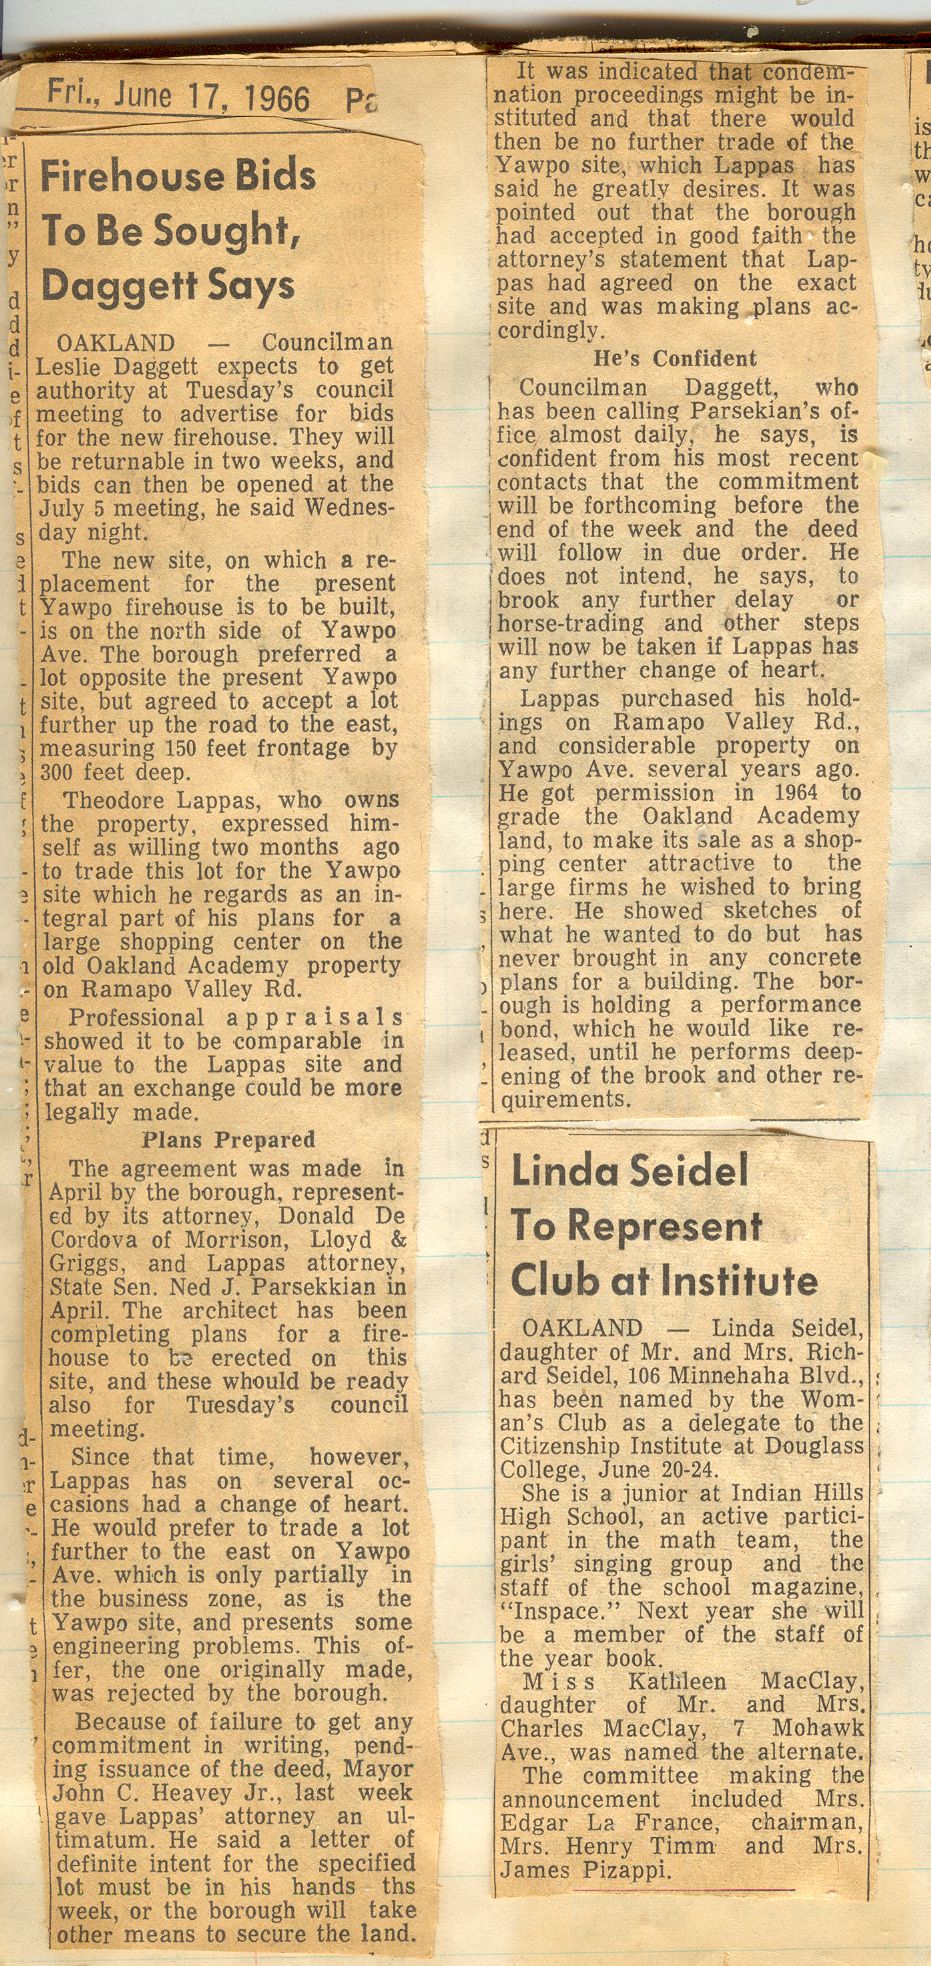 Fri., June 17, 1966
Firehouse Bids
To Be Sought,
Daggett Says
OAKLAND — Councilman
Leslie Daggett expects to get
authority at Tuesday's council
meeting to advertise for bids
for the new firehouse. They will
be returnable in two weeks, and
bids can then be opened at the
July 5 meeting, he said Wednes-
day night.
The new site, on which a re-
placement for the present
Yawpo firehouse is to be built,
is on the north side of Yawpo
Ave. The borough preferred a
lot opposite the present Yawpo
site, but agreed to accept a lot
further up the road to the east,
measuring 150 feet frontage by
300 feet deep.
Theodore Lappas, who owns
the property, expressed him-
self as willing two months ago
to trade this lot for the Yawpo
site which he regards as an in-
tegral part of his plans for a
large shopping center on the
old Oakland Academy property
on Ramapo Valley Rd.
Professional appraisals
showed it to be comparable in
value to the Lappas site and
that an exchange could be more
legally made.
Plans Prepared
The agreement was made in
April by the borough, represent-
ed by its attorney, Donald De
Cordova of Morrison, Lloyd &
Griggs, and Lappas attorney,
State Sen. Ned J. Parsekkian in
April. The architect has been
completing plans for a fire-
house to be erected on this
site, and these whould be ready
also for Tuesday's council
meeting.
Since that time, however,
Lappas has on several oc-
casions had a change of heart.
He would prefer to trade a lot
further to the east on Yawpo
Ave. which is only partially in
the business zone, as is the
Yawpo site, and presents some
engineering problems. This of-
fer, the one originally made,
was rejected by the borough.
Because of failure to get any
commitment in writing, pend-
ing issuance of the deed, Mayor
John C. Heavey Jr., last week
gave Lappas' attorney an ul-
timatum. He said a letter of
definite intent for the specified
lot must be in his hands ths
week, or the borough will take
other means to secure the land.
It was indicated that condem-
nation proceedings might be in-
stituted and that there would
then be no further trade of the
Yawpo site, which Lappas has
said he greatly desires. It was
pointed out that the borough
had accepted in good faith the
attorney's statement that Lap-
pas had agreed on the exact
site and was making plans ac-
cordingly.
He's Confident
Councilman Daggett, who
has been calling Parsekian's of-
fice almost daily, he says, is
confident from his most recent
contacts that the commitment
will be forthcoming before the
end of the week and the deed
will follow in due order. He
does not intend, he says, to
brook any further delay or
horse-trading and other steps
will now be taken if Lappas has
any further change of heart.
Lappas purchased his hold-
ings on Ramapo Valley Rd.,
and considerable property on
Yawpo Ave. several years ago.
He got permission in 1964 to
grade the Oakland Academy
land, to make its sale as a shop-
ping center attractive to the
large firms he wished to bring
here. He showed sketches of
what he wanted to do but has
never brought in any concrete
plans for a building. The bor-
ough is holding a performance
bond, which he would like re-
leased, until he performs deep-
ening of the brook and other re-
quirements.
Linda Seidel
To Represent
Club at Institute
OAKLAND — Linda Seidel,
daughter of Mr. and Mrs. Rich-
ard Seidel, 106 Minnehaha Blvd.,
has been named by the Wom-
an's Club as a delegate to the
Citizenship Institute at Douglass
College, June 20-24.
She is a junior at Indian Hills
High School, an active partici-
pant in the math team, the
girls' singing group and the
staff of the school magazine,
"Inspace." Next year she will
be a member of the staff of
the year book.
Miss Kathleen MacClay,
daughter of Mr. and Mrs.
Charles MacClay, 7 Mohawk
Ave., was named the alternate.
The committee making the
announcement included Mrs.
Edgar La France, chairman,
Mrs. Henry Timm and Mrs.
James Pizappi.